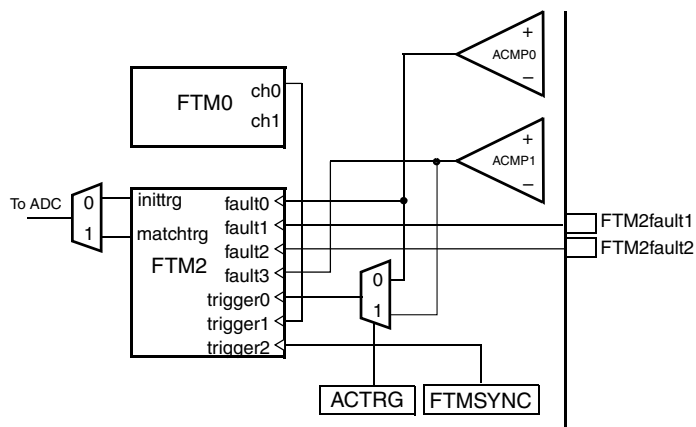 +
ACMP0
−
FTM0
ch0
ch1
+
ACMP1
−
To ADC
0
1
inittrg
matchtrg
FTM2
fault0
fault1
fault2
fault3
trigger0
trigger1
trigger2
FTM2fault1
FTM2fault2
0
1
ACTRG
FTMSYNC